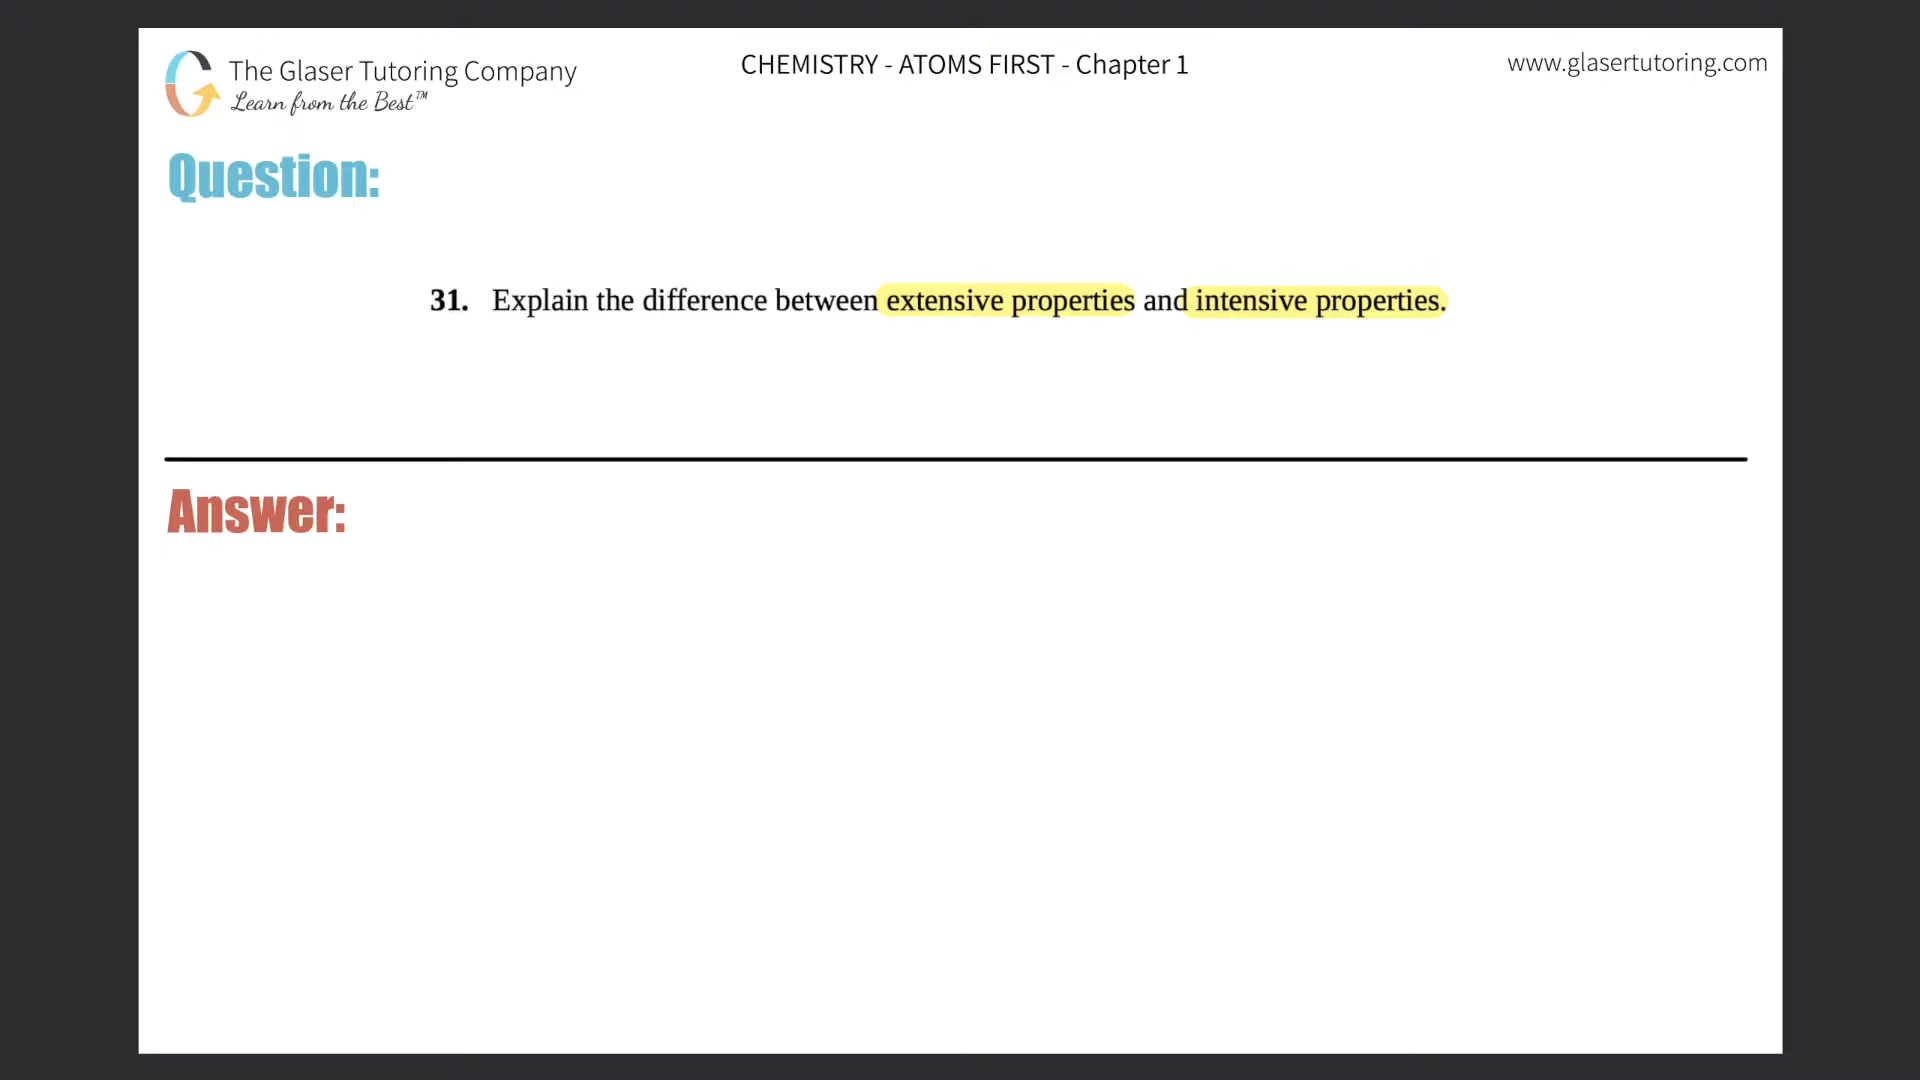 The Glaser Tutoring Company
Learn from the Best™
CHEMISTRY - ATOMS FIRST - Chapter 1
www.glasertutoring.com
Question:
31. Explain the difference between extensive properties and intensive properties.
Answer: